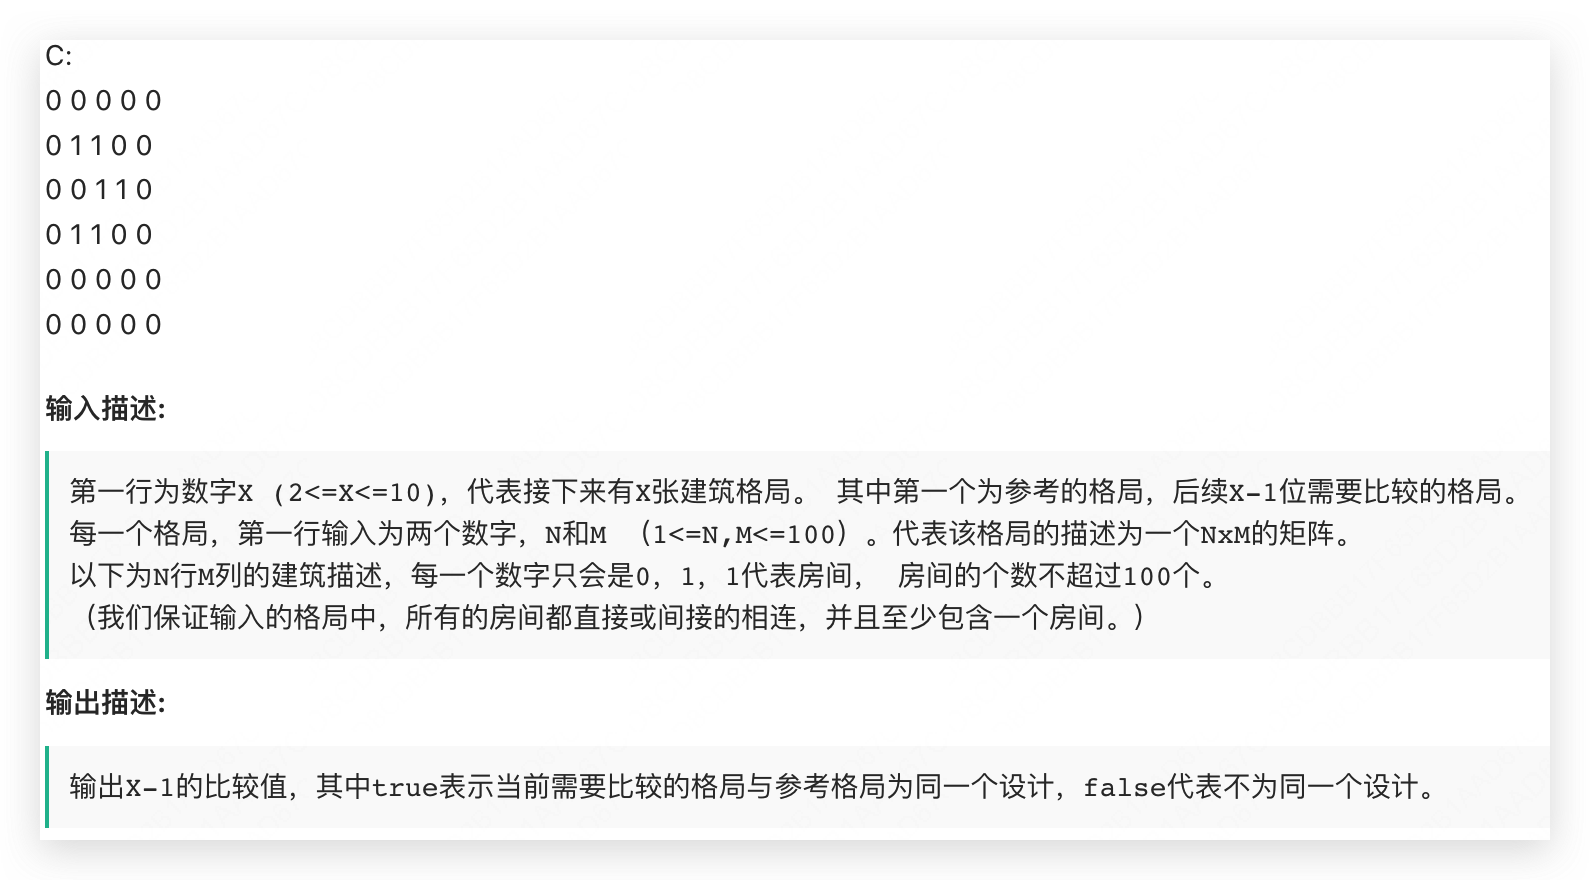 C:
0 0 0 0 0
0 1 1 0 0
0 0 1 1 0
0 1 1 0 0
0 0 0 0 0
0 0 0 0 0
输入描述:
第一行为数字X (2<=X<=10)，代表接下来有X张建筑格局。 其中第一个为参考的格局，后续X-1位需要比较的格局。
每一个格局，第一行输入为两个数字，N和M （1<=N,M<=100）。代表该格局的描述为一个NxM的矩阵。
以下为N行M列的建筑描述，每一个数字只会是0，1，1代表房间， 房间的个数不超过100个。
（我们保证输入的格局中，所有的房间都直接或间接的相连，并且至少包含一个房间。）
输出描述:
输出X-1的比较值，其中true表示当前需要比较的格局与参考格局为同一个设计，false代表不为同一个设计。